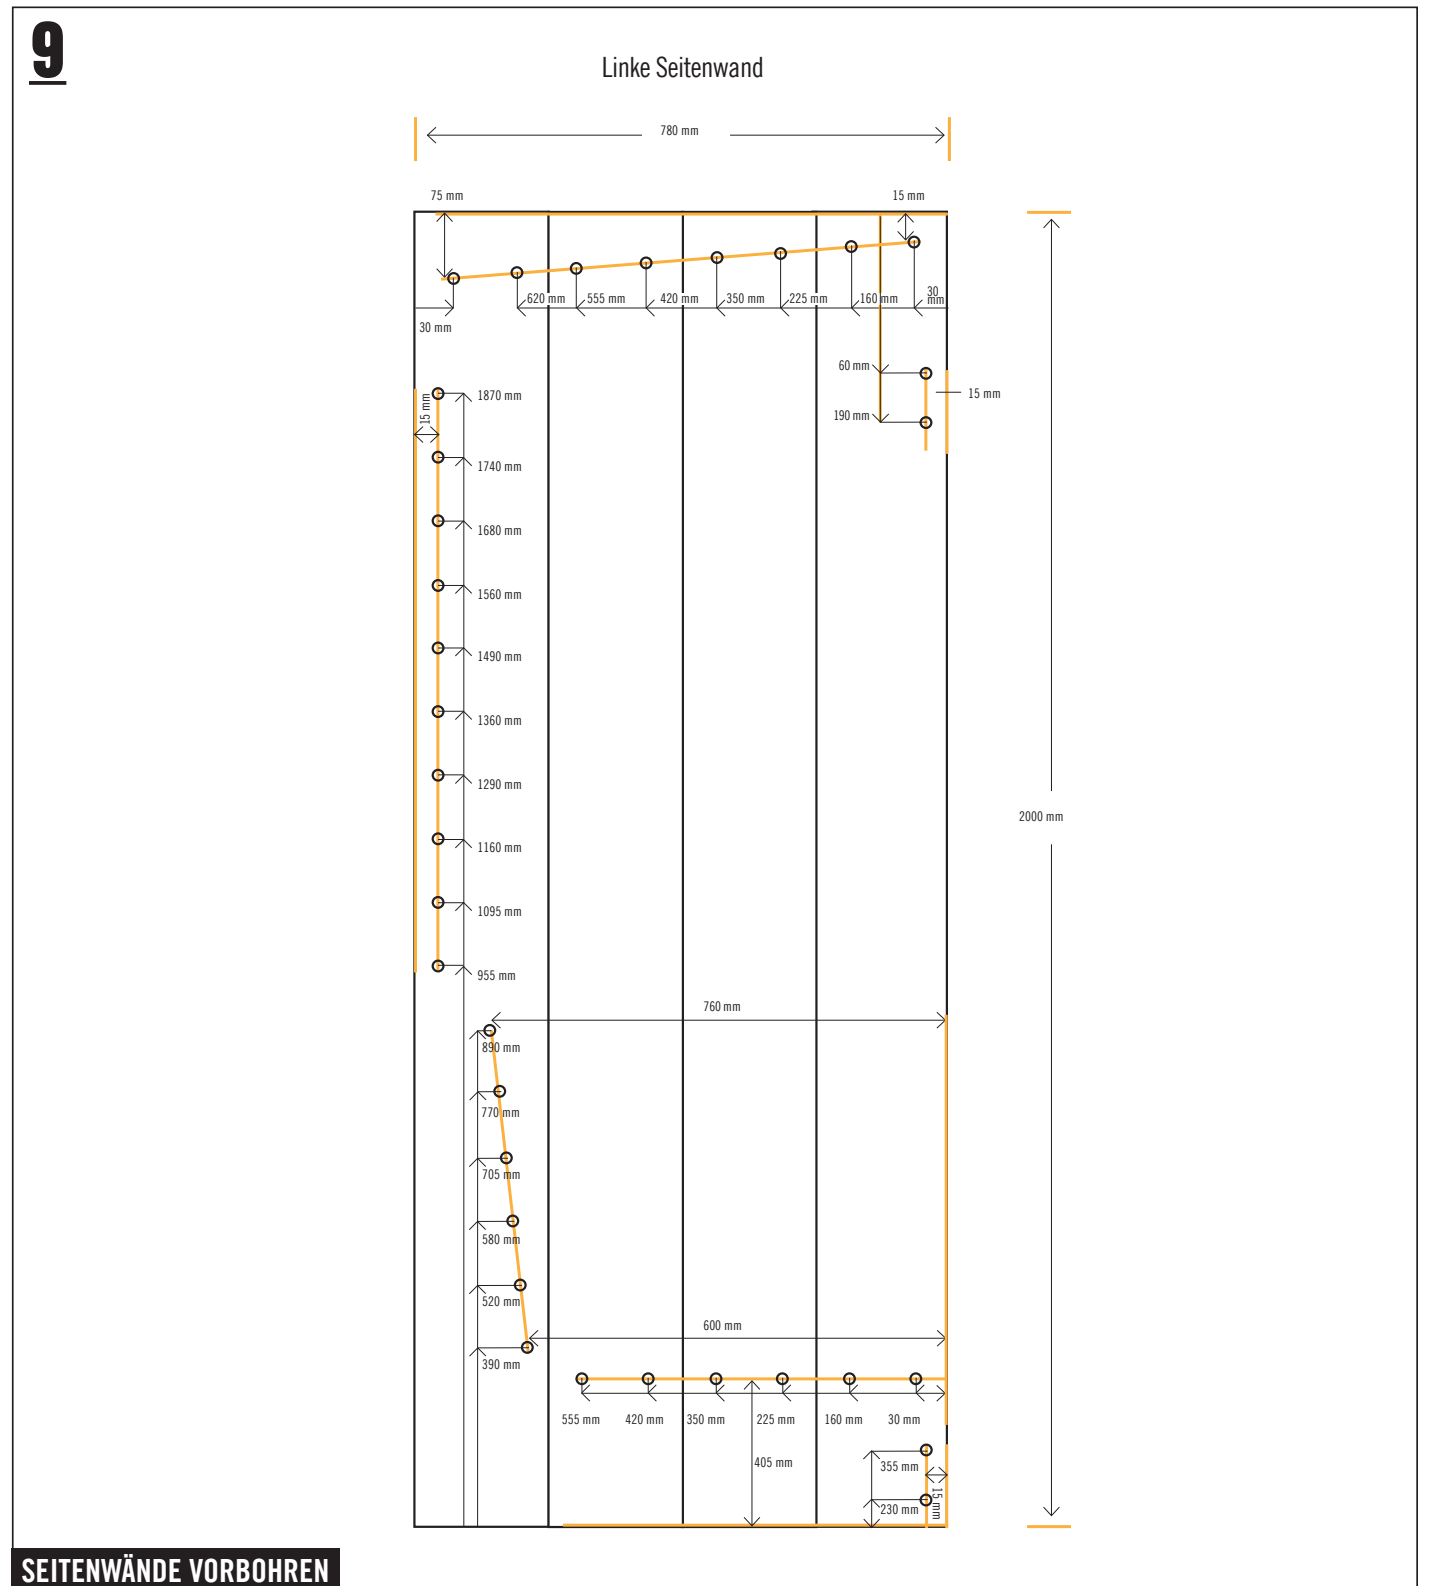 9
Linke Seitenwand
780 mm
75 mm
15 mm
620 mm
555 mm
420 mm
350 mm
225 mm
160 mm
30 mm
30 mm
60 mm
15 mm
190 mm
15 mm
1870 mm
1740 mm
1680 mm
1560 mm
1490 mm
1360 mm
1290 mm
1160 mm
1095 mm
955 mm
2000 mm
760 mm
890 mm
770 mm
705 mm
580 mm
520 mm
390 mm
600 mm
555 mm
420 mm
350 mm
225 mm
160 mm
30 mm
405 mm
355 mm
230 mm
15 mm
SEITENWÄNDE VORBOHREN